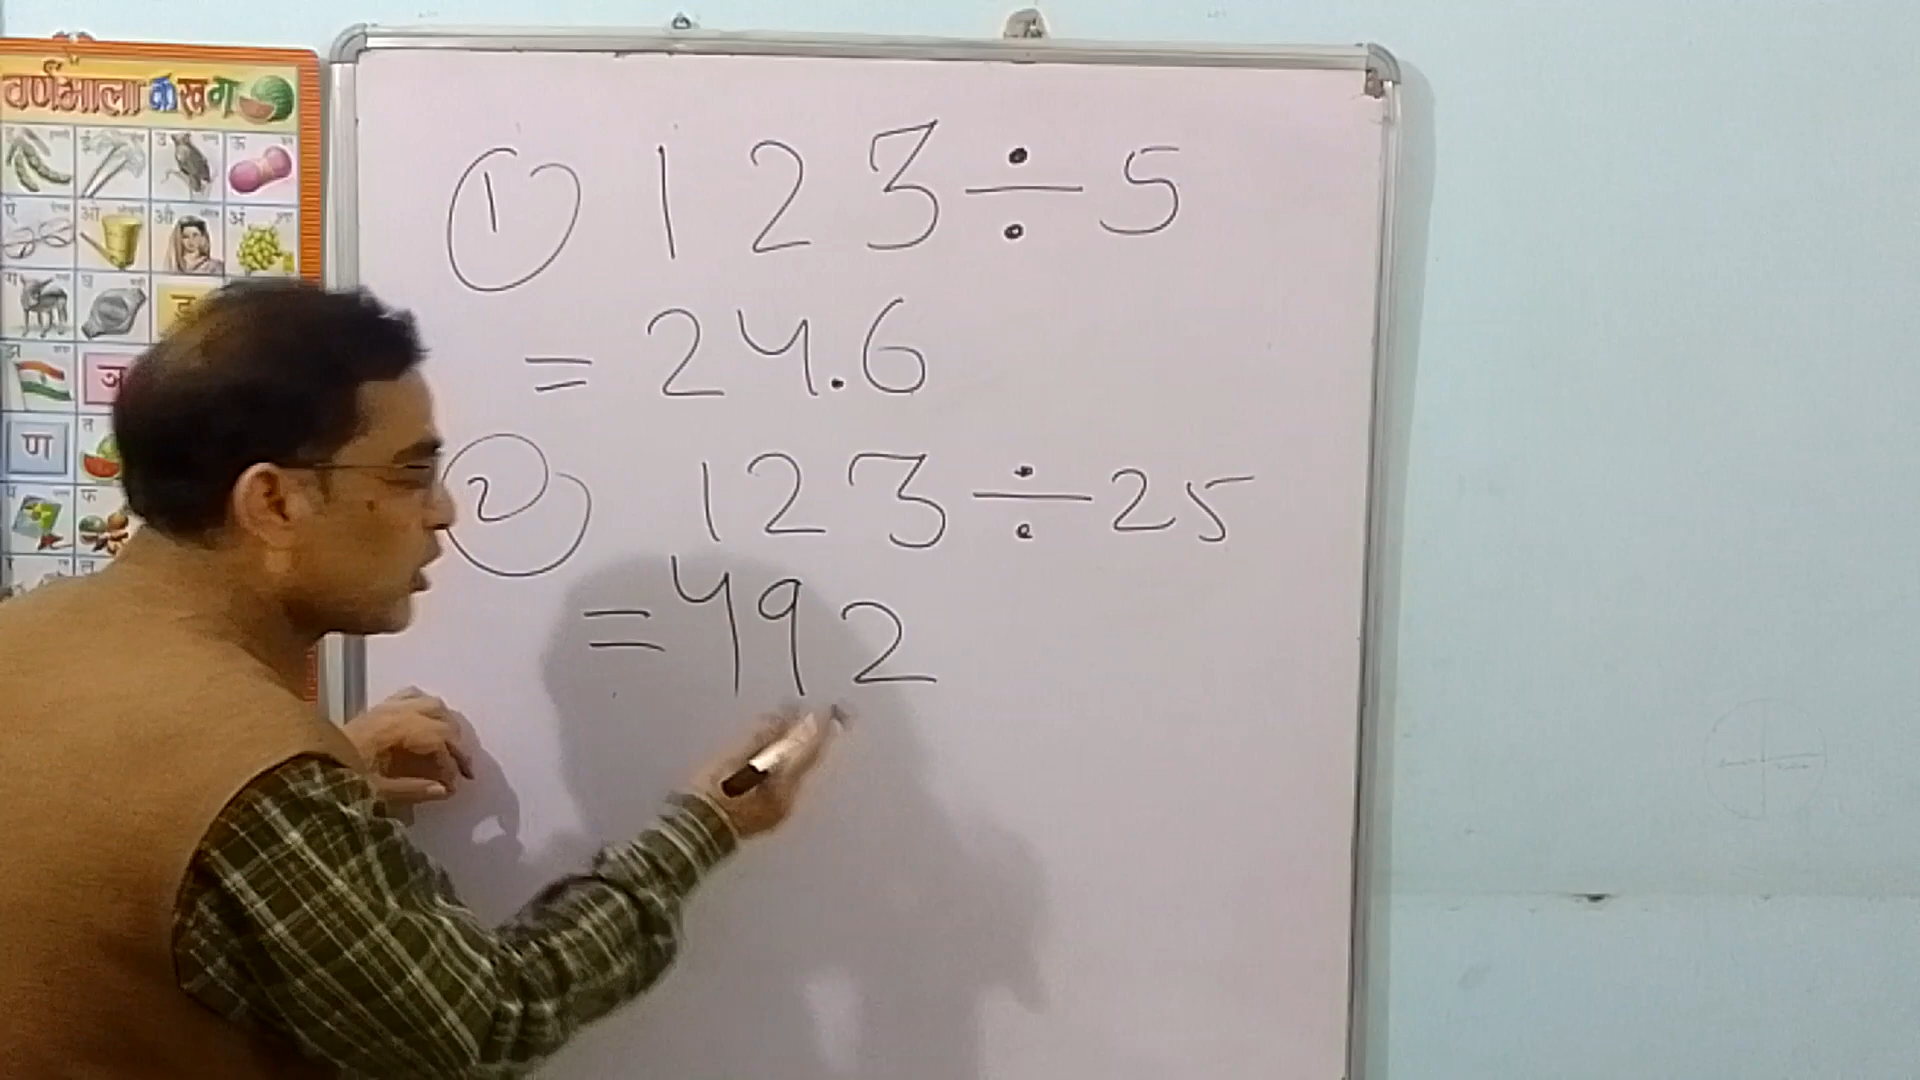 वर्णमाला क ख ग
ई उ ऊ
ऐ ओ औ अं
ग घ ङ
झ ञ
ण त
फ
① 123 ÷ 5
= 24.6
② 123 ÷ 25
= 492